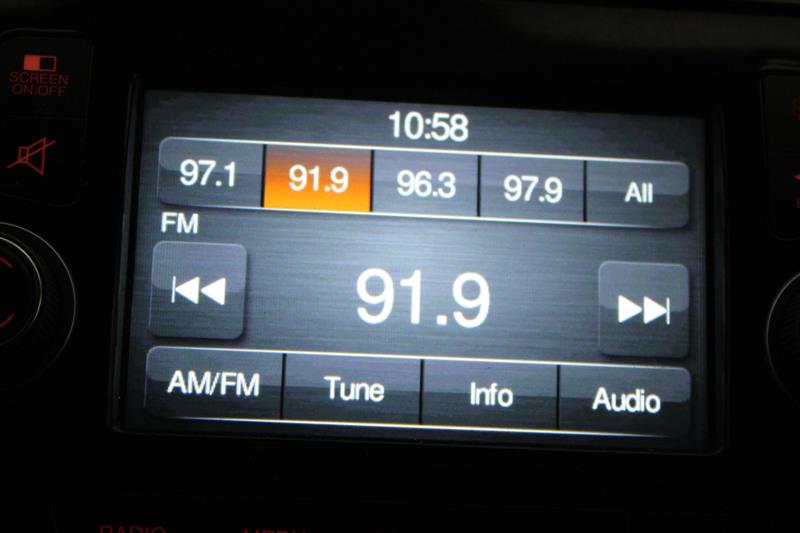 SCREEN
ON/OFF
10:58
97.1 91.9 96.3 97.9 All
FM
91.9
AM/FM Tune Info Audio
RADIO